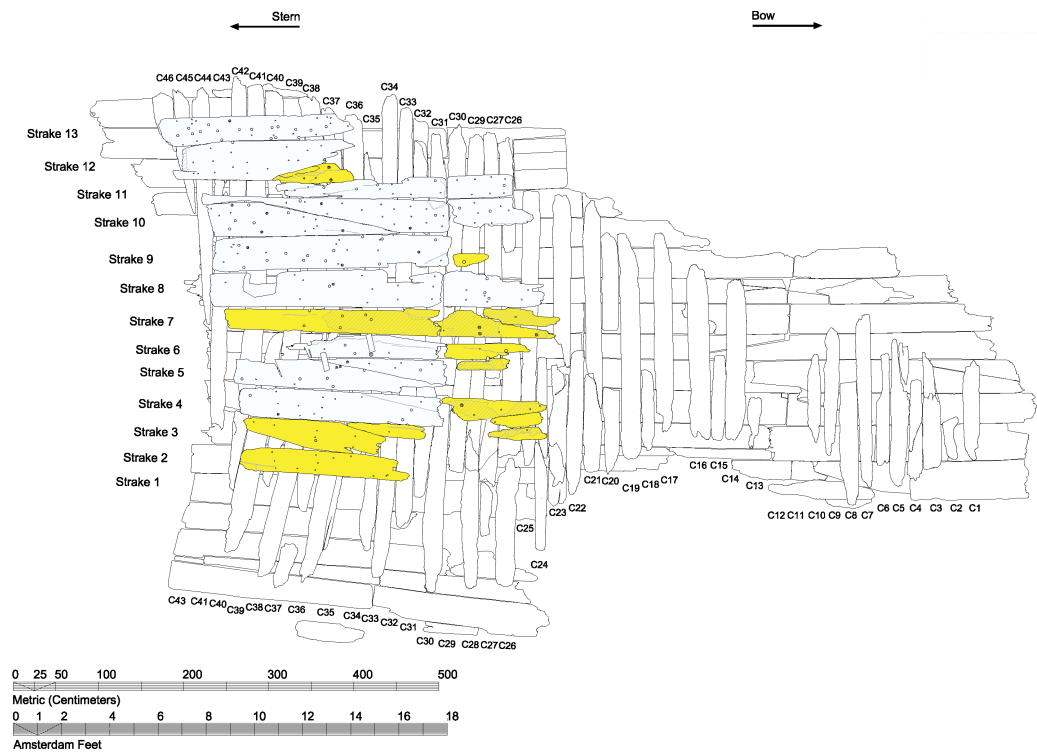 Stern
Bow
C46 C45 C44 C43 C42 C41 C40 C39 C38 C37 C36 C35 C34 C33 C32 C31 C30 C29 C27 C26
Strake 13
Strake 12
Strake 11
Strake 10
Strake 9
Strake 8
Strake 7
Strake 6
Strake 5
Strake 4
Strake 3
Strake 2
Strake 1
C25 C24 C23 C22 C21 C20 C19 C18 C17 C16 C15 C14 C13 C12 C11 C10 C9 C8 C7 C6 C5 C4 C3 C2 C1
C43 C41 C40 C39 C38 C37 C36 C35 C34 C33 C32 C31 C30 C29 C28 C27 C26
0 25 50 100 200 300 400 500
Metric (Centimeters)
0 1 2 4 6 8 10 12 14 16 18
Amsterdam Feet